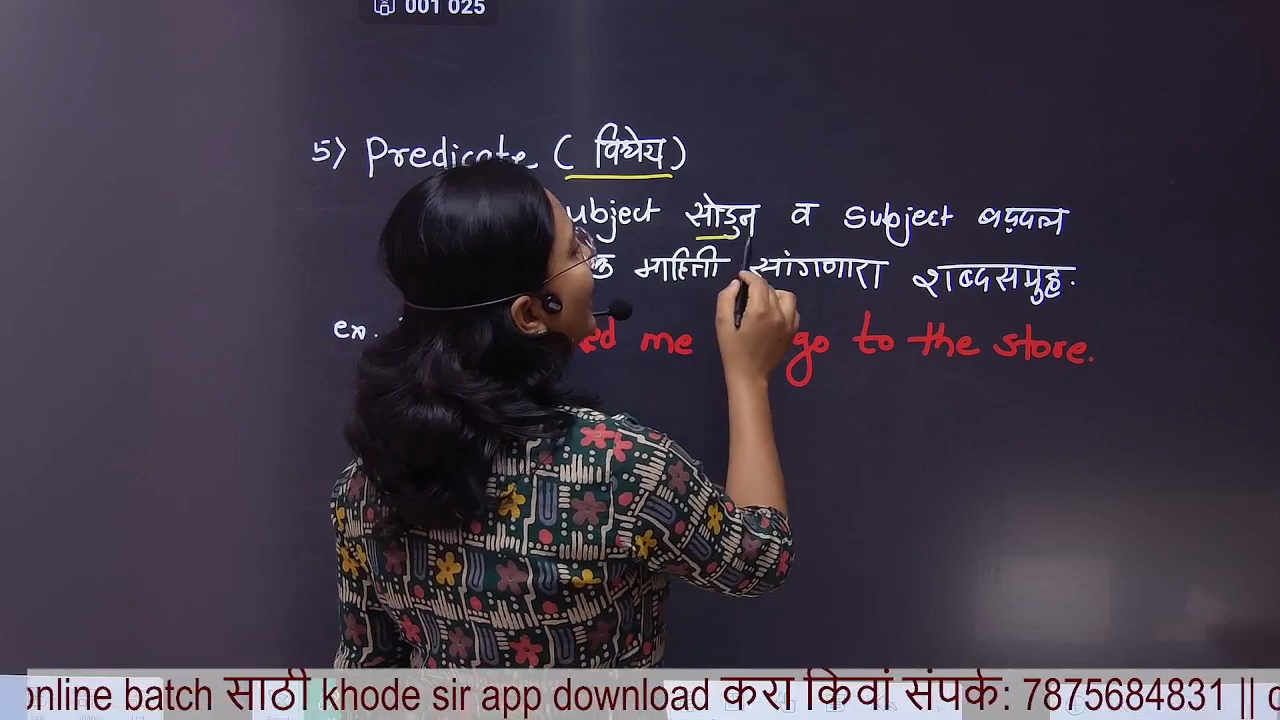 001 025
5) Predicate ( विधेय )
ubject सोडुन व subject बद्दल
माहिती सांगणारा शब्दसमुह.
ex. ed me go to the store.
online batch साठी khode sir app download करा किवां संपर्क: 7875684831 ||